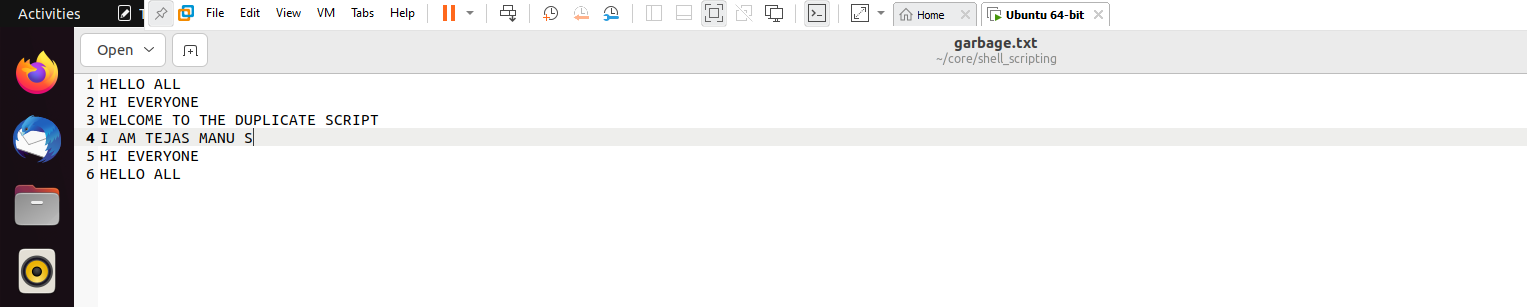 Activities
T
File Edit View VM Tabs Help
Home
Ubuntu 64-bit
Open
garbage.txt
~/core/shell_scripting
1 HELLO ALL
2 HI EVERYONE
3 WELCOME TO THE DUPLICATE SCRIPT
4 I AM TEJAS MANU S
5 HI EVERYONE
6 HELLO ALL